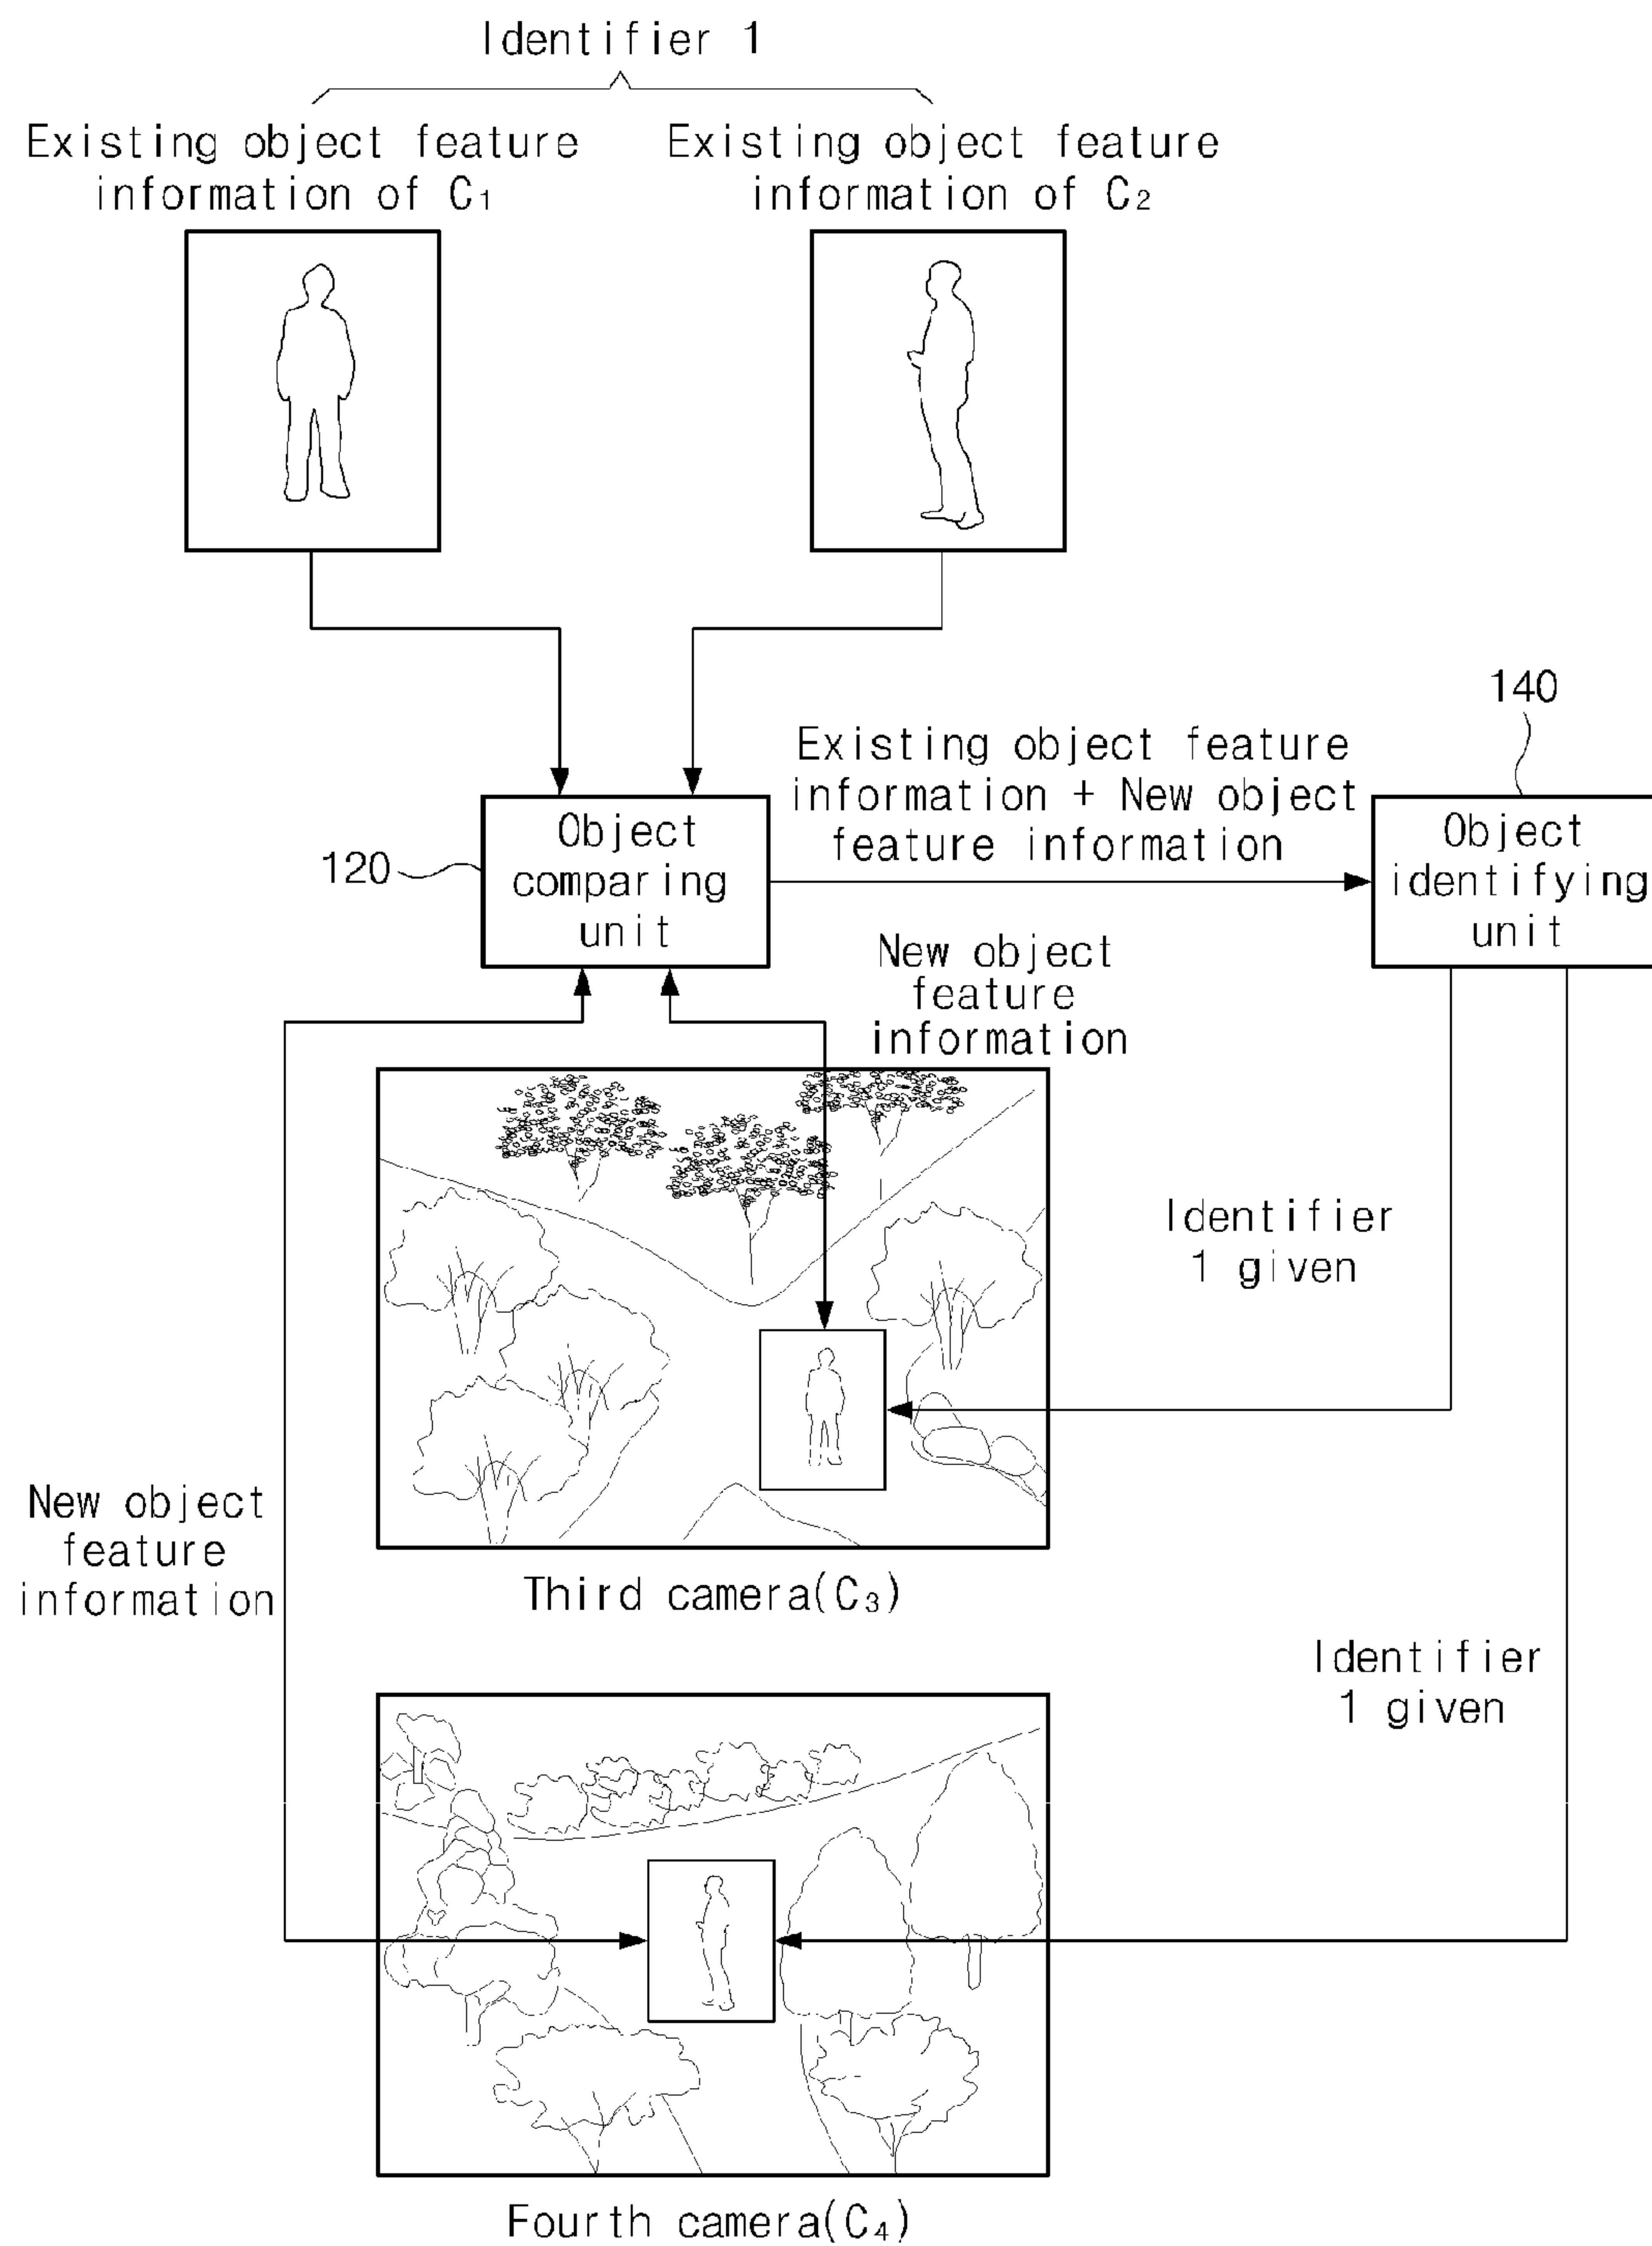 Identifier 1
Existing object feature
information of C₁
Existing object feature
information of C₂
140
Existing object feature
information + New object
feature information
120
Object
comparing
unit
Object
identifying
unit
New object
feature
information
Identifier
1 given
New object
feature
information
Third camera(C₃)
Identifier
1 given
Fourth camera(C₄)